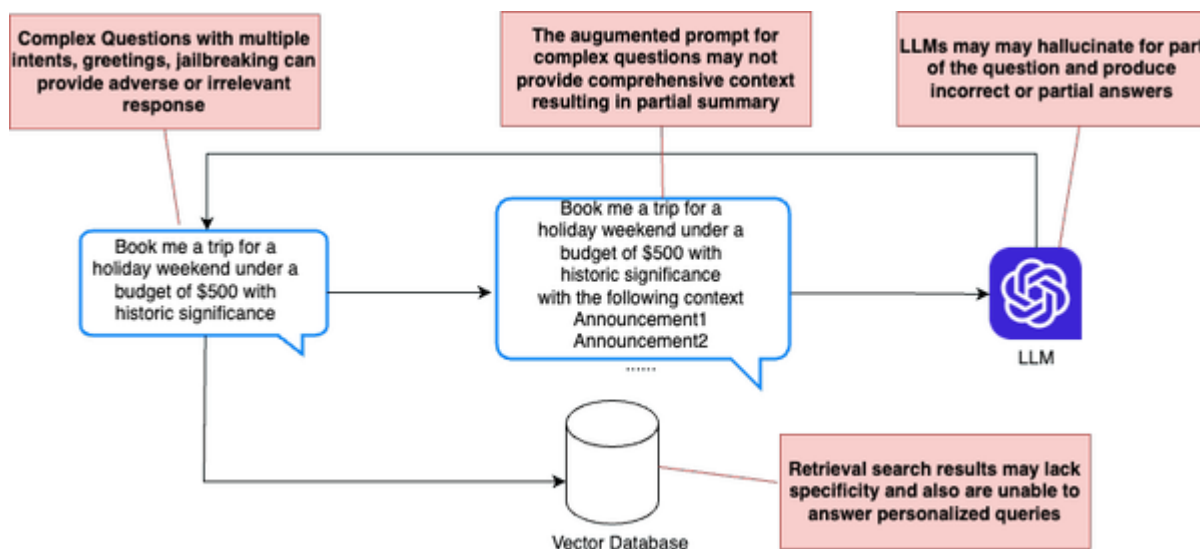 Complex Questions with multiple
intents, greetings, jailbreaking can
provide adverse or irrelevant
response
The augumented prompt for
complex questions may not
provide comprehensive context
resulting in partial summary
LLMs may may hallucinate for part
of the question and produce
incorrect or partial answers
Book me a trip for a
holiday weekend under a
budget of $500 with
historic significance
Book me a trip for a
holiday weekend under a
budget of $500 with
historic significance
with the following context
Announcement1
Announcement2
......
LLM
Retrieval search results may lack
specificity and also are unable to
answer personalized queries
Vector Database